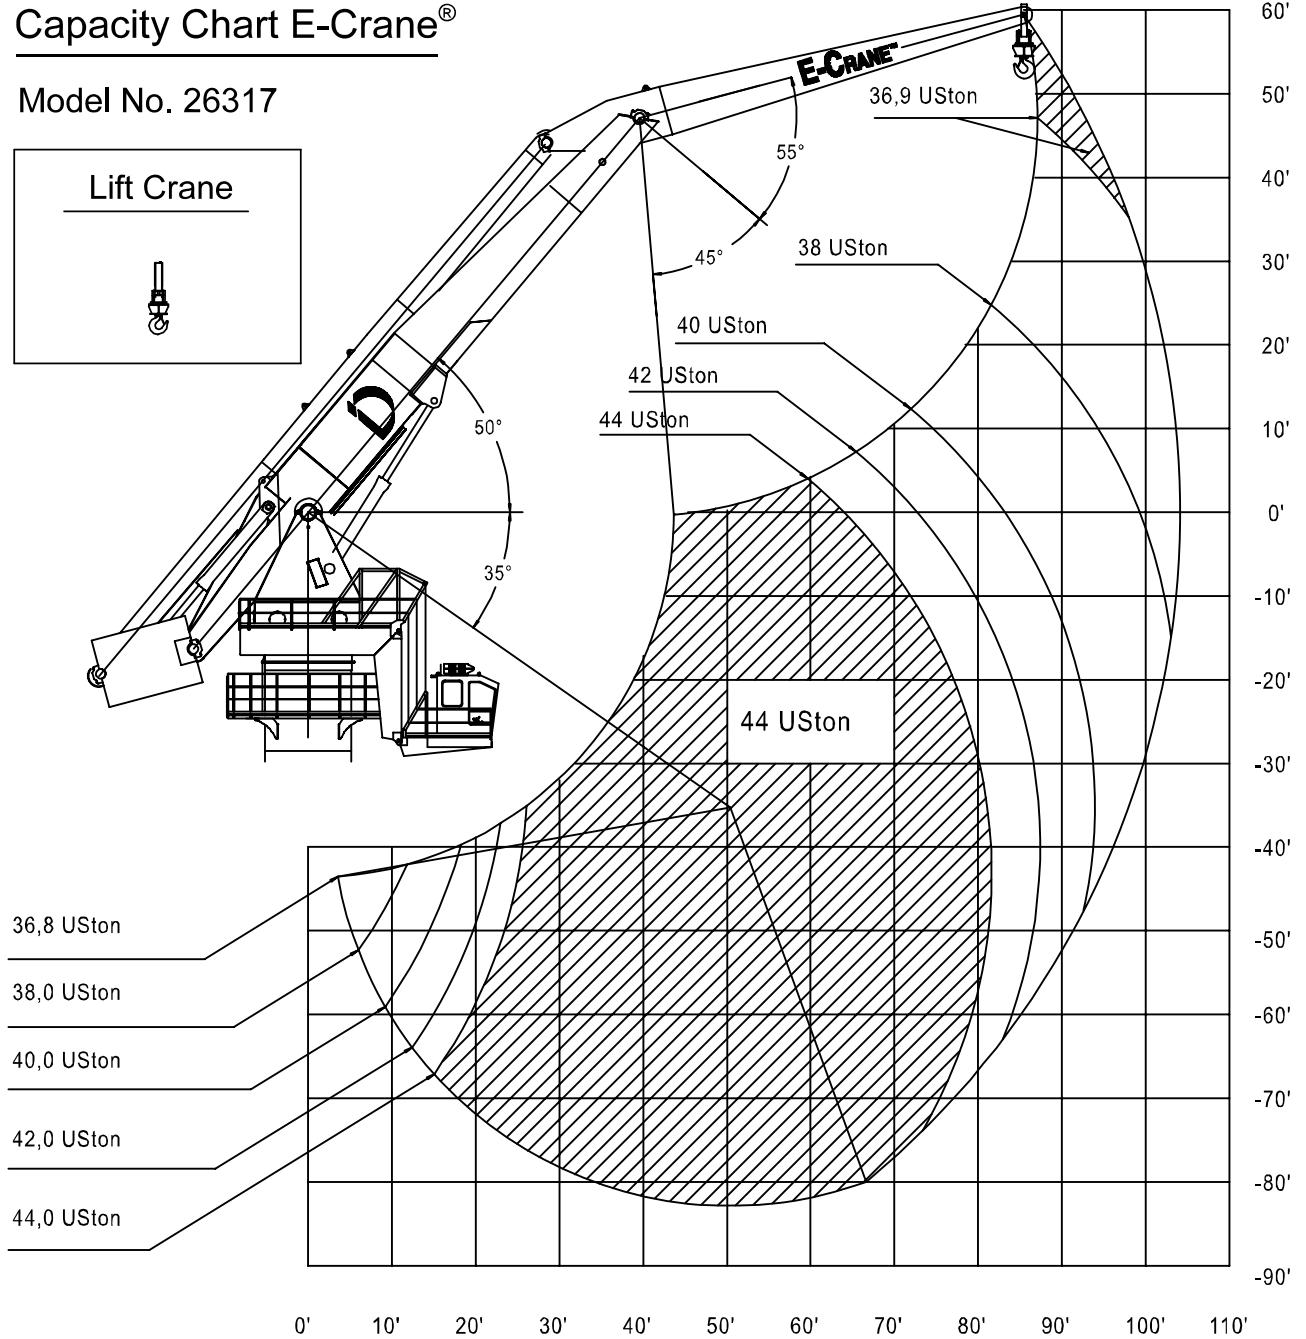 Capacity Chart E-Crane®
Model No. 26317
Lift Crane
E-CRANE™
36,9 USton
55°
45°
38 USton
40 USton
42 USton
44 USton
50°
35°
44 USton
36,8 USton
38,0 USton
40,0 USton
42,0 USton
44,0 USton
60'
50'
40'
30'
20'
10'
0'
-10'
-20'
-30'
-40'
-50'
-60'
-70'
-80'
-90'
0' 10' 20' 30' 40' 50' 60' 70' 80' 90' 100' 110'